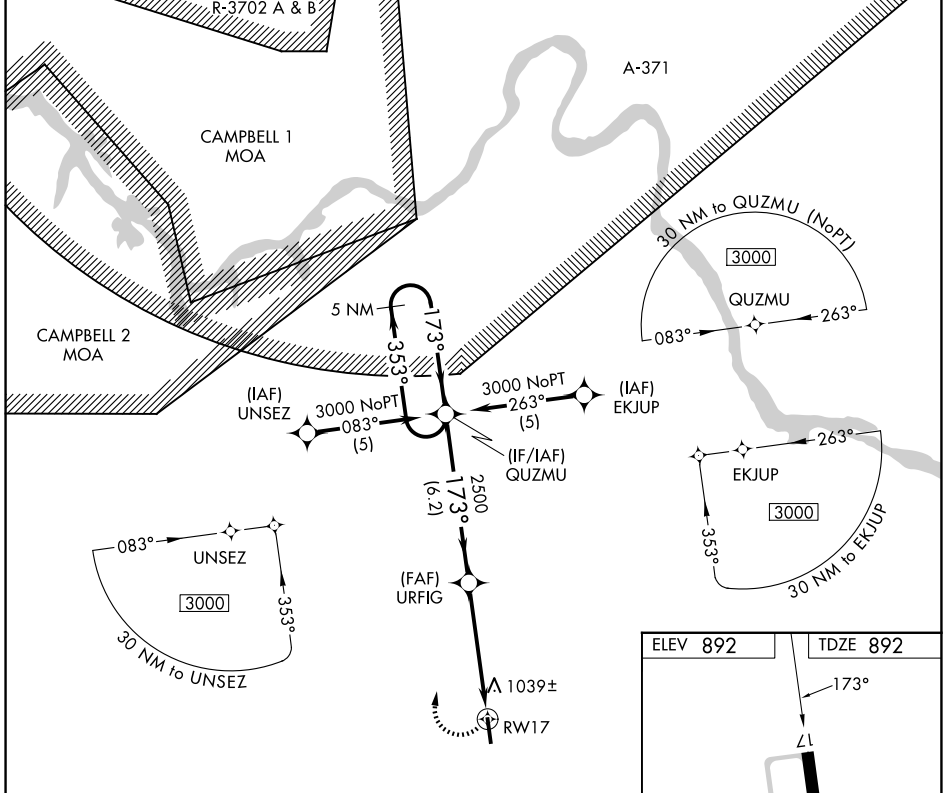 R-3702 A & B
A-371
CAMPBELL 1
MOA
30 NM to QUZMU (NoPT)
3000
QUZMU
083°
263°
5 NM
173°
353°
CAMPBELL 2
MOA
(IAF)
UNSEZ
3000 NoPT
083°
(5)
3000 NoPT
263°
(5)
(IAF)
EKJUP
(IF/IAF)
QUZMU
2500
173°
(6.2)
263°
EKJUP
3000
353°
30 NM to EKJUP
083°
UNSEZ
3000
353°
30 NM to UNSEZ
(FAF)
URFIG
1039±
RW17
ELEV 892
TDZE 892
173°
17